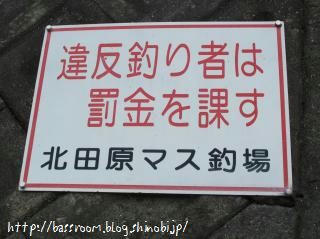 違反釣り者は
罰金を課す
北田原マス釣場
http://bassroom.blog.shinobi.jp/